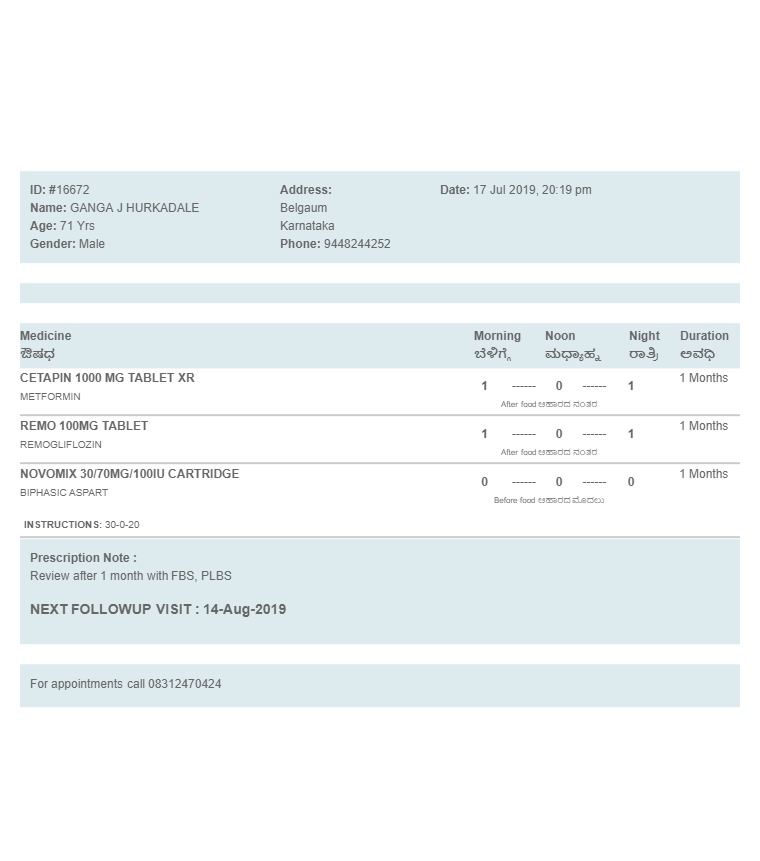 ID: #16672
Name: GANGA J HURKADALE
Age: 71 Yrs
Gender: Male
Address:
Belgaum
Karnataka
Phone: 9448244252
Date: 17 Jul 2019, 20:19 pm
Medicine Morning Noon Night Duration
ಔಷಧ ಬೆಳಿಗ್ಗೆ ಮಧ್ಯಾಹ್ನ ರಾತ್ರಿ ಅವಧಿ
CETAPIN 1000 MG TABLET XR 1 ------ 0 ------ 1 1 Months
METFORMIN
After food ಆಹಾರದ ನಂತರ
REMO 100MG TABLET 1 ------ 0 ------ 1 1 Months
REMOGLIFLOZIN
After food ಆಹಾರದ ನಂತರ
NOVOMIX 30/70MG/100IU CARTRIDGE 0 ------ 0 ------ 0 1 Months
BIPHASIC ASPART
Before food ಆಹಾರದ ಮೊದಲು
INSTRUCTIONS: 30-0-20
Prescription Note :
Review after 1 month with FBS, PLBS
NEXT FOLLOWUP VISIT : 14-Aug-2019
For appointments call 08312470424